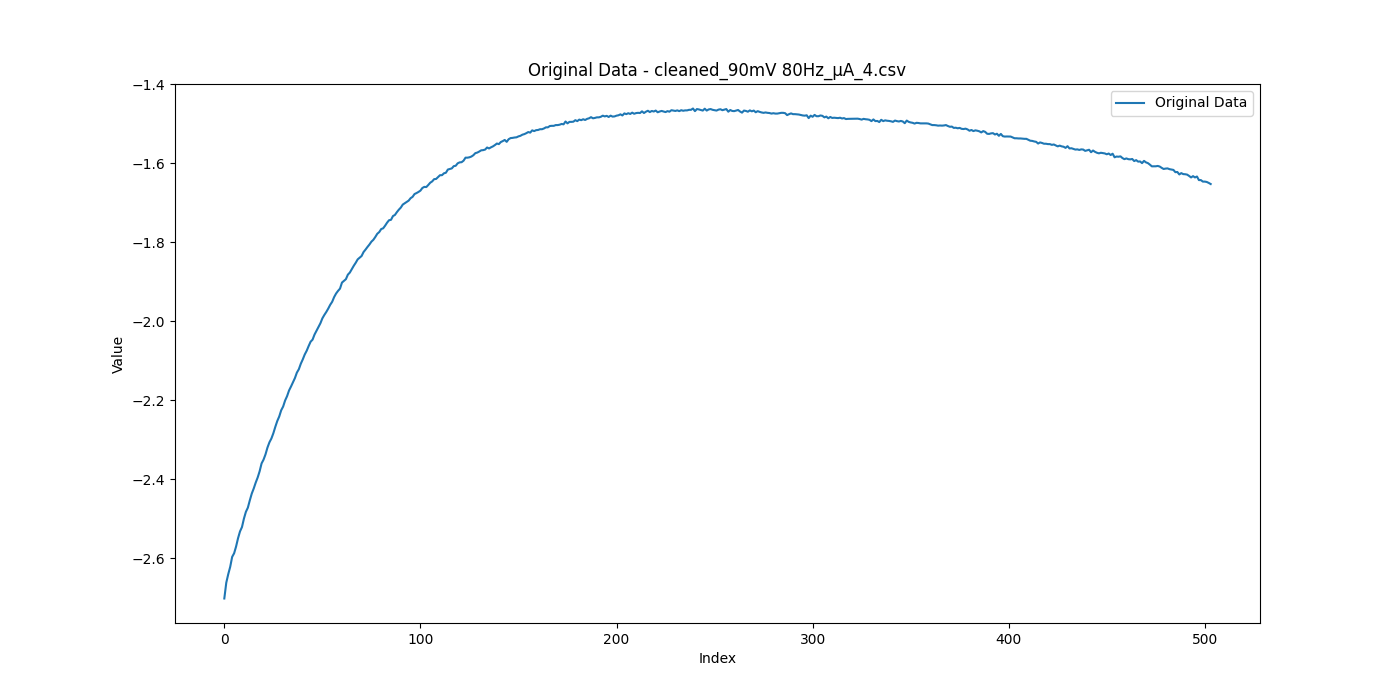 Original Data - cleaned_90mV 80Hz_μA_4.csv
Original Data
−1.4
−1.6
−1.8
−2.0
−2.2
−2.4
−2.6
Value
0 100 200 300 400 500
Index